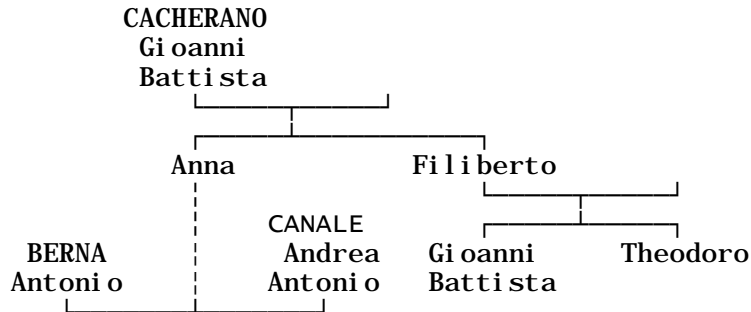 CACHERANO
Gioanni
Battista
Anna Filiberto
CANALE
BERNA Andrea Gioanni Theodoro
Antonio Antonio Battista